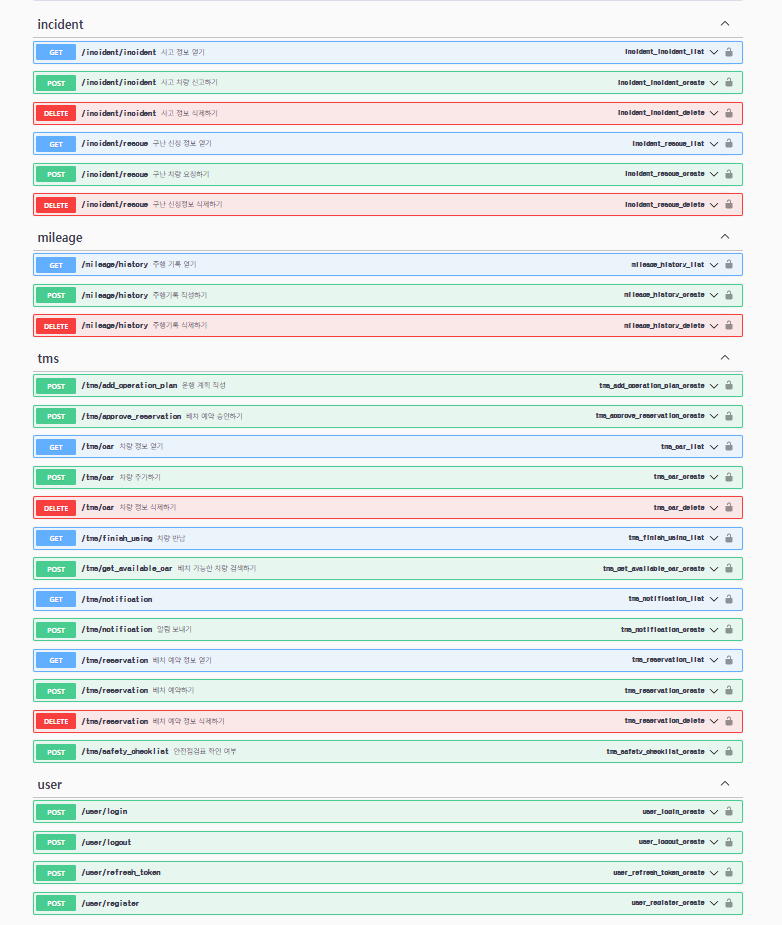 incident
GET /incident/incident 사고 정보 얻기 incident_incident_list
POST /incident/incident 사고 차량 신고하기 incident_incident_create
DELETE /incident/incident 사고 정보 삭제하기 incident_incident_delete
GET /incident/rescue 구난 신청 정보 얻기 incident_rescue_list
POST /incident/rescue 구난 차량 요청하기 incident_rescue_create
DELETE /incident/rescue 구난 신청정보 삭제하기 incident_rescue_delete
mileage
GET /mileage/history 주행 기록 얻기 mileage_history_list
POST /mileage/history 주행기록 작성하기 mileage_history_create
DELETE /mileage/history 주행기록 삭제하기 mileage_history_delete
tms
POST /tms/add_operation_plan 운행 계획 작성 tms_add_operation_plan_create
POST /tms/approve_reservation 배차 예약 승인하기 tms_approve_reservation_create
GET /tms/car 차량 정보 얻기 tms_car_list
POST /tms/car 차량 추가하기 tms_car_create
DELETE /tms/car 차량 정보 삭제하기 tms_car_delete
GET /tms/finish_using 차량 반납 tms_finish_using_list
POST /tms/get_available_car 배차 가능한 차량 검색하기 tms_get_available_car_create
GET /tms/notification tms_notification_list
POST /tms/notification 알림 보내기 tms_notification_create
GET /tms/reservation 배차 예약 정보 얻기 tms_reservation_list
POST /tms/reservation 배차 예약하기 tms_reservation_create
DELETE /tms/reservation 배차 예약 정보 삭제하기 tms_reservation_delete
POST /tms/safety_checklist 안전점검표 확인 여부 tms_safety_checklist_create
user
POST /user/login user_login_create
POST /user/logout user_logout_create
POST /user/refresh_token user_refresh_token_create
POST /user/register user_register_create